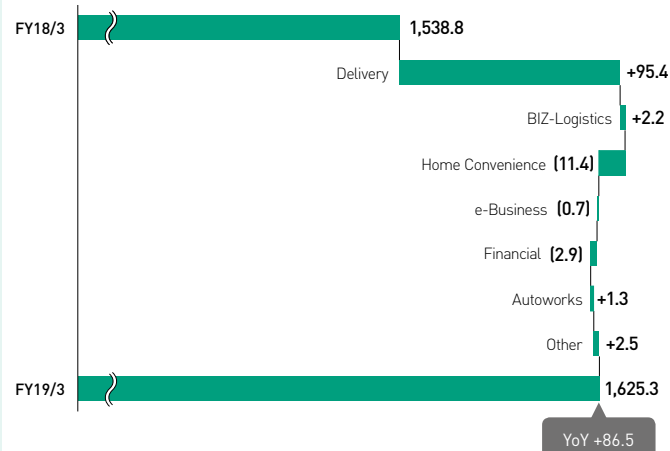 FY18/3 1,538.8
Delivery +95.4
BIZ-Logistics +2.2
Home Convenience (11.4)
e-Business (0.7)
Financial (2.9)
Autoworks +1.3
Other +2.5
FY19/3 1,625.3
YoY +86.5